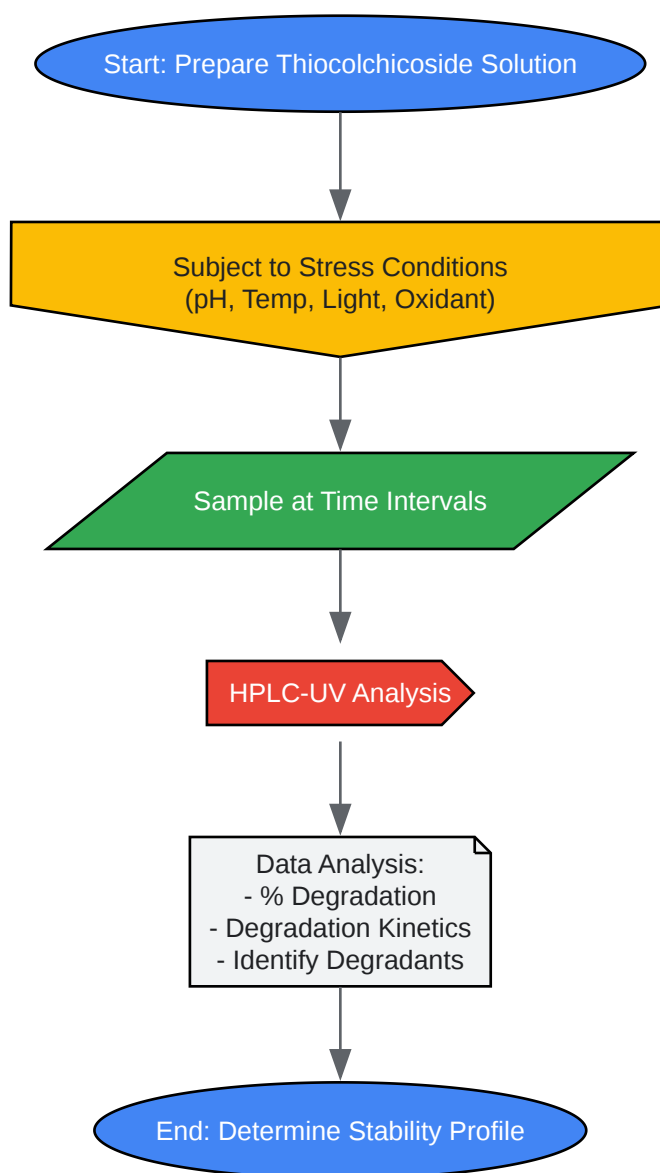 Start: Prepare Thiocolchicoside Solution
Subject to Stress Conditions
(pH, Temp, Light, Oxidant)
Sample at Time Intervals
HPLC-UV Analysis
Data Analysis:
- % Degradation
- Degradation Kinetics
- Identify Degradants
End: Determine Stability Profile